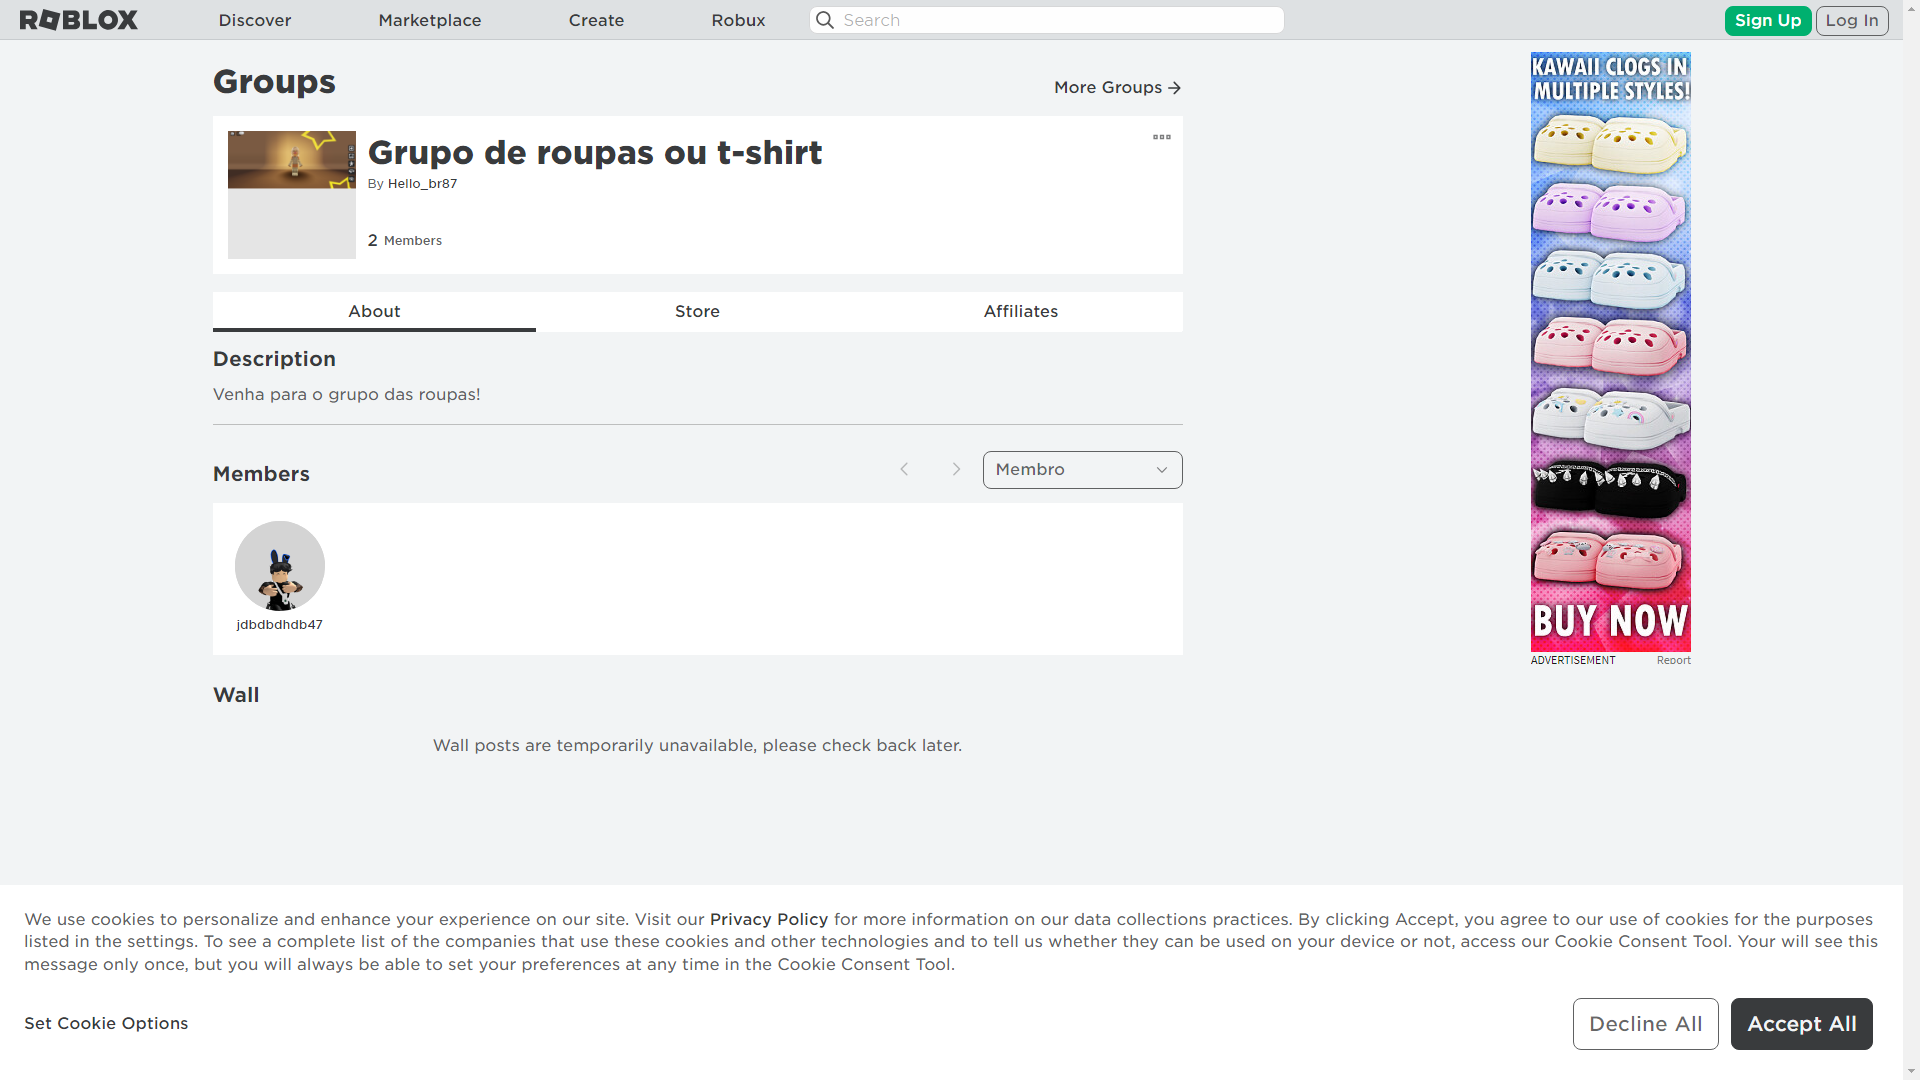 ROBLOX
Discover
Marketplace
Create
Robux
Search
Sign Up
Log In
Groups
More Groups
Grupo de roupas ou t-shirt
By Hello_br87
2 Members
About
Store
Affiliates
Description
Venha para o grupo das roupas!
Members
Membro
jdbdbdhdb47
Wall
Wall posts are temporarily unavailable, please check back later.
KAWAII CLOGS IN
MULTIPLE STYLES!
BUY NOW
ADVERTISEMENT
Report
We use cookies to personalize and enhance your experience on our site. Visit our Privacy Policy for more information on our data collections practices. By clicking Accept, you agree to our use of cookies for the purposes
listed in the settings. To see a complete list of the companies that use these cookies and other technologies and to tell us whether they can be used on your device or not, access our Cookie Consent Tool. Your will see this
message only once, but you will always be able to set your preferences at any time in the Cookie Consent Tool.
Set Cookie Options
Decline All
Accept All